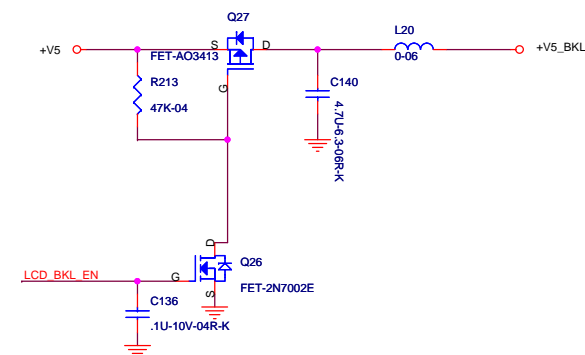 Q27
+V5
S
D
FET-AO3413
L20
0-06
+V5_BKL
R213
47K-04
G
C140
4.7U-6.3-06R-K
D
Q26
LCD_BKL_EN
G
FET-2N7002E
S
C136
.1U-10V-04R-K